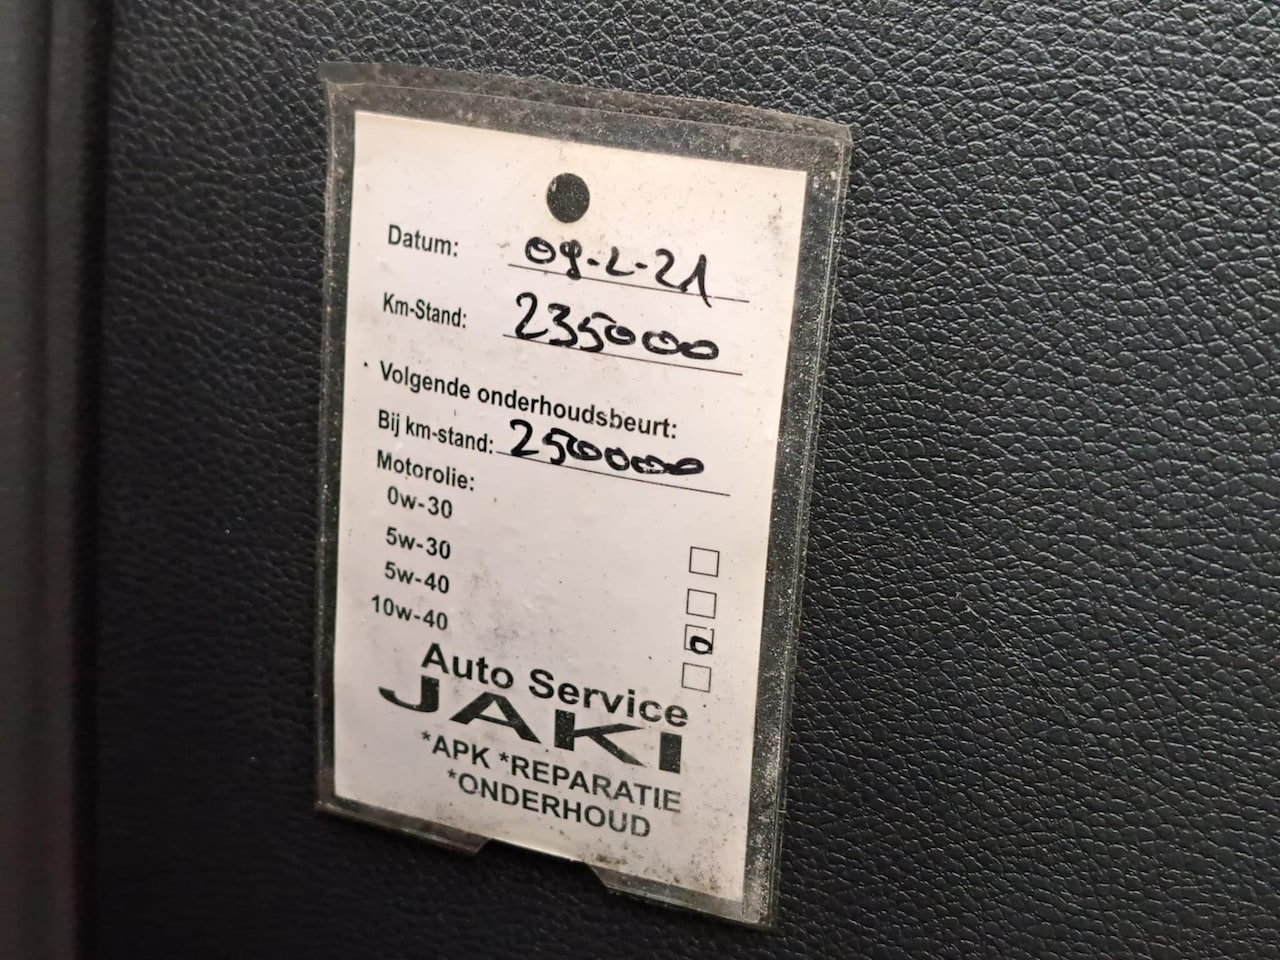 Datum: 09-2-21
Km-Stand: 235000
Volgende onderhoudsbeurt:
Bij km-stand: 250000
Motorolie:
0w-30
5w-30
5w-40
10w-40
Auto Service
JAKI
*APK *REPARATIE
*ONDERHOUD